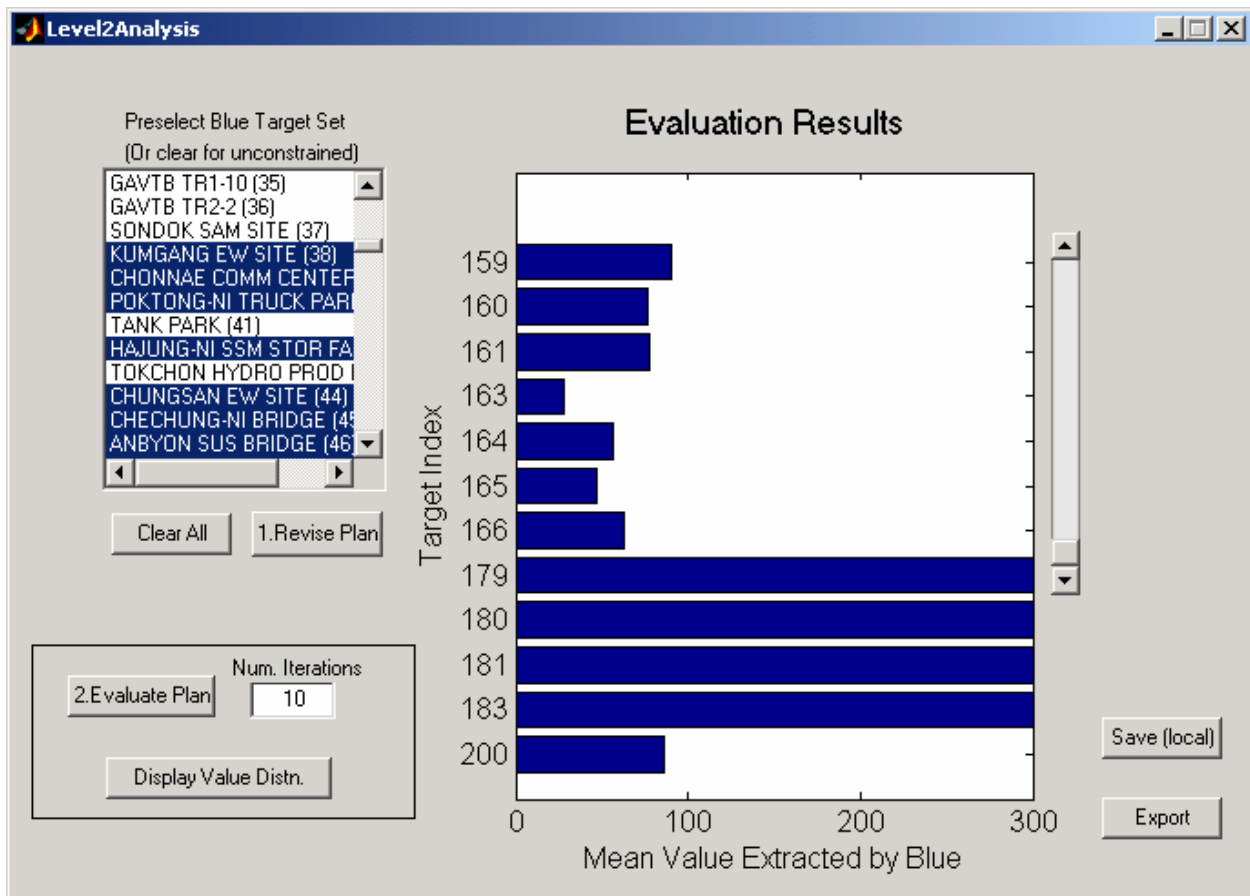 Level2Analysis
Preselect Blue Target Set
(Or clear for unconstrained)
GAVTB TR1-10 (35)
GAVTB TR2-2 (36)
SONDOK SAM SITE (37)
KUMGANG EW SITE (38)
CHONNAE COMM CENTER
POKTONG-NI TRUCK PARK
TANK PARK (41)
HAJUNG-NI SSM STOR FA
TOKCHON HYDRO PROD
CHUNGSAN EW SITE (44)
CHECHUNG-NI BRIDGE (45
ANBYON SUS BRIDGE (46)
Clear All
1.Revise Plan
Num. Iterations
2.Evaluate Plan
10
Display Value Distn.
Evaluation Results
Target Index
159
160
161
163
164
165
166
179
180
181
183
200
0 100 200 300
Mean Value Extracted by Blue
Save (local)
Export